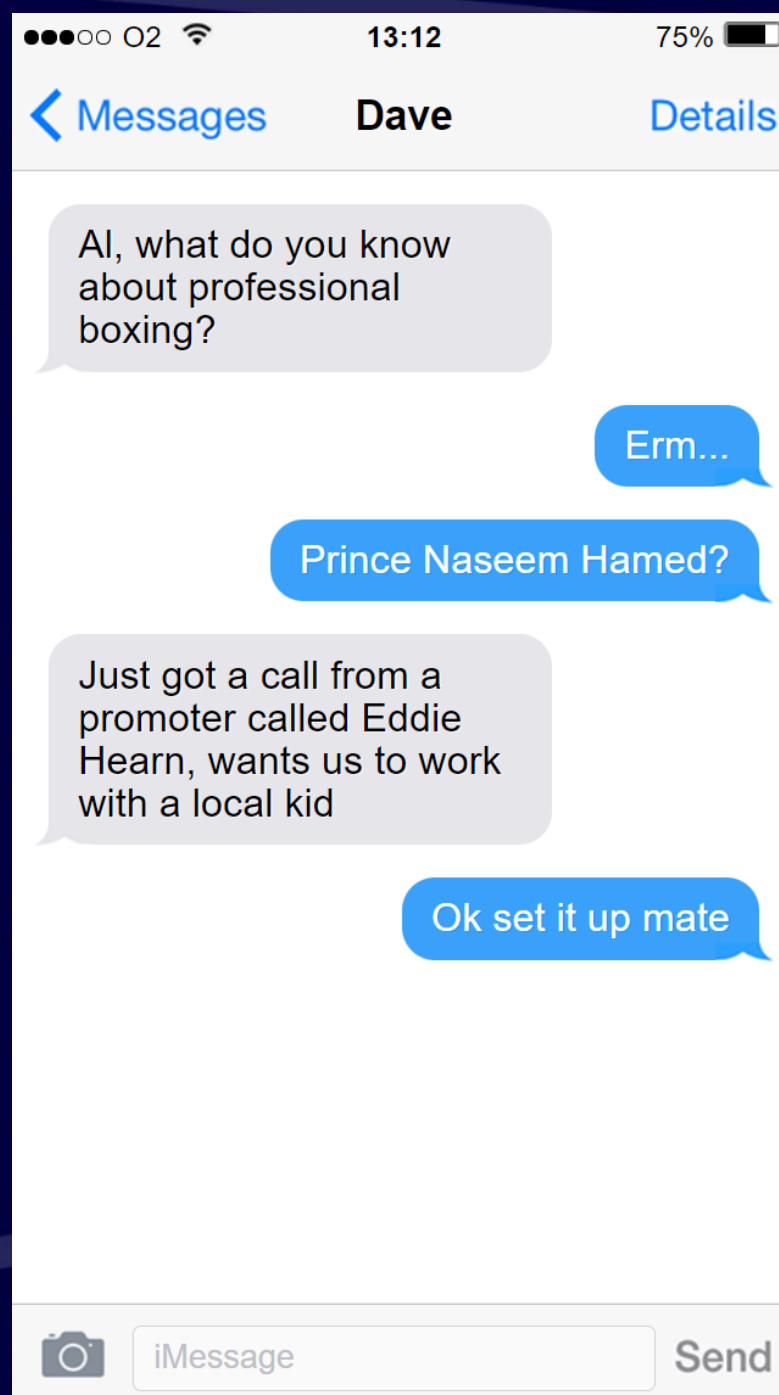 O2 13:12 75%
Messages Dave Details
Al, what do you know
about professional
boxing?
Erm...
Prince Naseem Hamed?
Just got a call from a
promoter called Eddie
Hearn, wants us to work
with a local kid
Ok set it up mate
iMessage Send